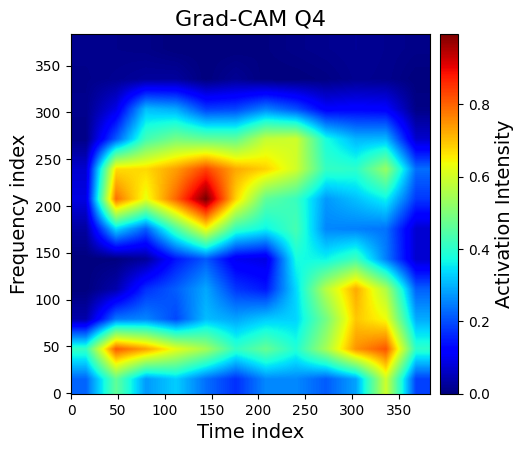 Grad-CAM Q4
Frequency index
350
300
250
200
150
100
50
0
0 50 100 150 200 250 300 350
Time index
0.8
0.6
0.4
0.2
0.0
Activation Intensity